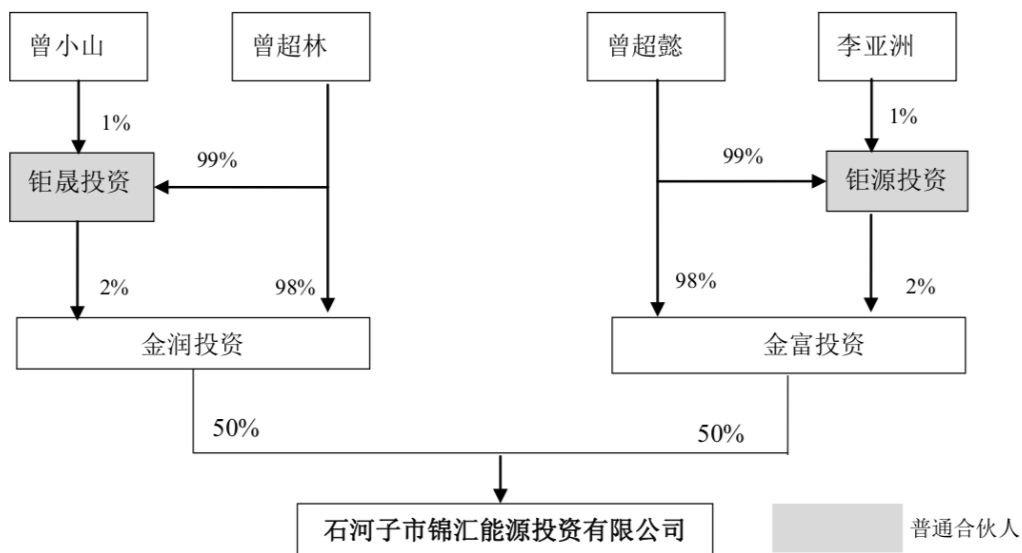 曾小山
曾超林
曾超懿
李亚洲
1%
99%
99%
1%
钜晟投资
钜源投资
2%
98%
98%
2%
金润投资
金富投资
50%
50%
石河子市锦汇能源投资有限公司
普通合伙人